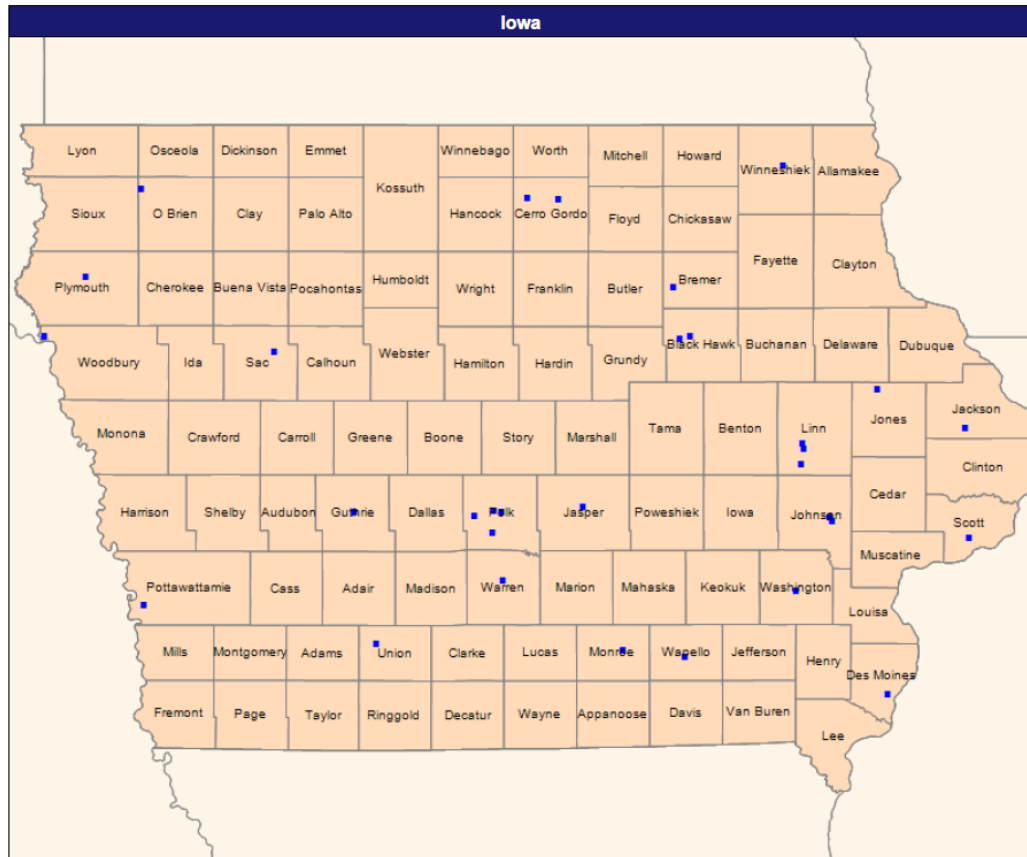 Iowa
Lyon Osceola Dickinson Emmet Winnebago Worth Mitchell Howard Winneshiek Allamakee
Kossuth
Sioux O Brien Clay Palo Alto Hancock Cerro Gordo Floyd Chickasaw
Fayette Clayton
Plymouth Cherokee Buena Vista Pocahontas Humboldt Wright Franklin Butler Bremer
Woodbury Ida Sac Calhoun Webster Hamilton Hardin Grundy Black Hawk Buchanan Delaware Dubuque
Monona Crawford Carroll Greene Boone Story Marshall Tama Benton Linn Jones Jackson
Clinton
Cedar
Harrison Shelby Audubon Guthrie Dallas Polk Jasper Poweshiek Iowa Johnson Scott
Muscatine
Pottawattamie Cass Adair Madison Warren Marion Mahaska Keokuk Washington
Louisa
Mills Montgomery Adams Union Clarke Lucas Monroe Wapello Jefferson Henry
Des Moines
Fremont Page Taylor Ringgold Decatur Wayne Appanoose Davis Van Buren
Lee